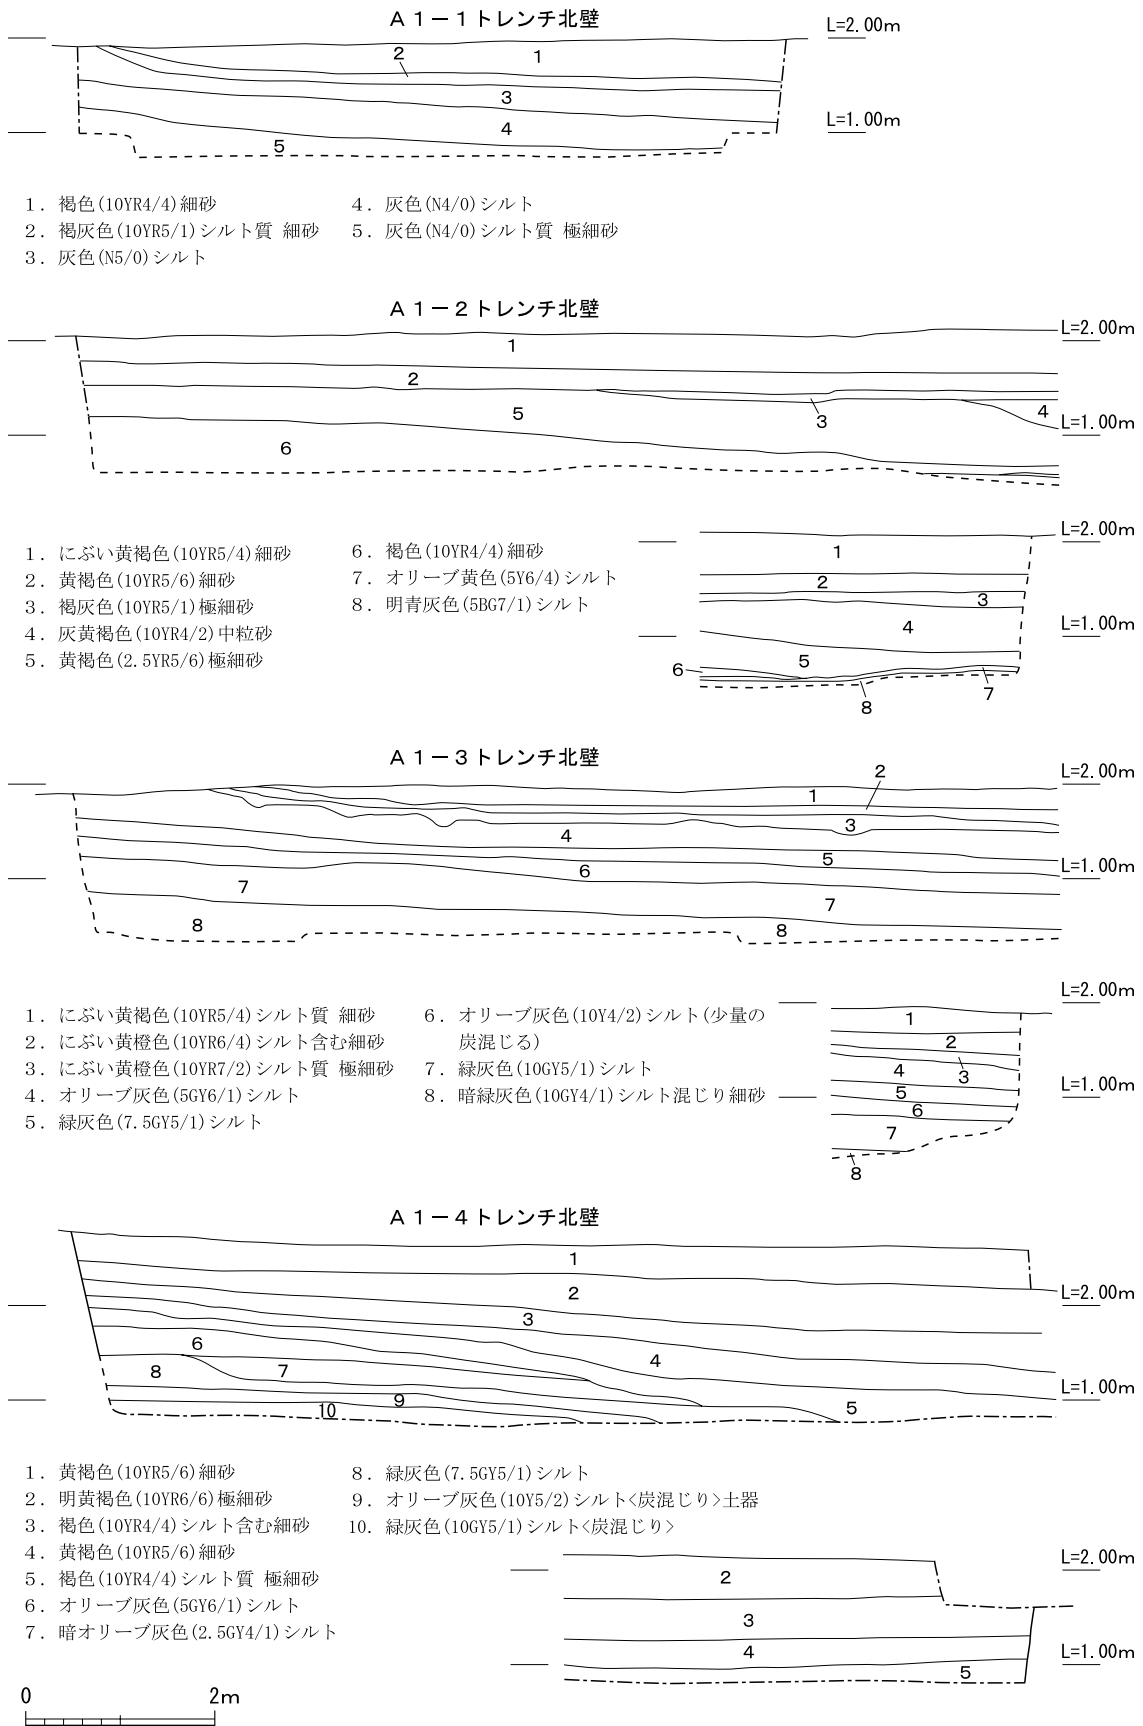 A1－1トレンチ北壁
L=2.00m
1
2
3
L=1.00m
4
5
1. 褐色(10YR4/4)細砂
2. 褐灰色(10YR5/1)シルト質 細砂
3. 灰色(N5/0)シルト
4. 灰色(N4/0)シルト
5. 灰色(N4/0)シルト質 極細砂
A1－2トレンチ北壁
L=2.00m
1
2
3
4
5
L=1.00m
6
1. にぶい黄褐色(10YR5/4)細砂
2. 黄褐色(10YR5/6)細砂
3. 褐灰色(10YR5/1)極細砂
4. 灰黄褐色(10YR4/2)中粒砂
5. 黄褐色(2.5YR5/6)極細砂
6. 褐色(10YR4/4)細砂
7. オリーブ黄色(5Y6/4)シルト
8. 明青灰色(5BG7/1)シルト
L=2.00m
1
2
3
4
L=1.00m
5
6
7
8
A1－3トレンチ北壁
L=2.00m
2
1
3
4
5
L=1.00m
6
7
7
8
8
1. にぶい黄褐色(10YR5/4)シルト質 細砂
2. にぶい黄橙色(10YR6/4)シルト含む細砂
3. にぶい黄橙色(10YR7/2)シルト質 極細砂
4. オリーブ灰色(5GY6/1)シルト
5. 緑灰色(7.5GY5/1)シルト
6. オリーブ灰色(10Y4/2)シルト(少量の
炭混じる)
7. 緑灰色(10GY5/1)シルト
8. 暗緑灰色(10GY4/1)シルト混じり細砂
L=2.00m
1
2
3
4
L=1.00m
5
6
7
8
A1－4トレンチ北壁
1
L=2.00m
2
3
4
6
7
8
L=1.00m
9
5
10
1. 黄褐色(10YR5/6)細砂
2. 明黄褐色(10YR6/6)極細砂
3. 褐色(10YR4/4)シルト含む細砂
4. 黄褐色(10YR5/6)細砂
5. 褐色(10YR4/4)シルト質 極細砂
6. オリーブ灰色(5GY6/1)シルト
7. 暗オリーブ灰色(2.5GY4/1)シルト
8. 緑灰色(7.5GY5/1)シルト
9. オリーブ灰色(10Y5/2)シルト<炭混じり>土器
10. 緑灰色(10GY5/1)シルト<炭混じり>
L=2.00m
2
3
4
L=1.00m
5
0 2m